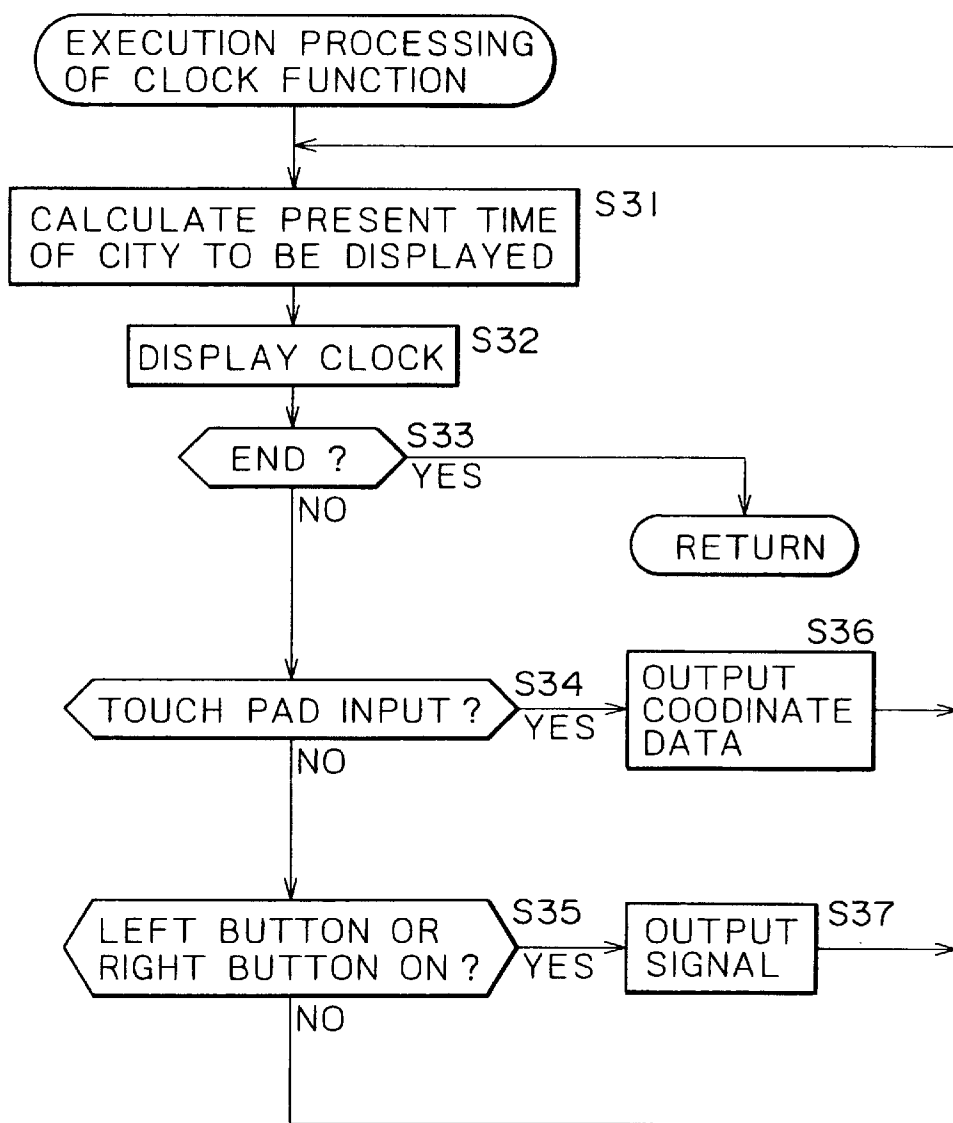 EXECUTION PROCESSING
OF CLOCK FUNCTION
S31
CALCULATE PRESENT TIME
OF CITY TO BE DISPLAYED
S32
DISPLAY CLOCK
S33
END ?
YES
NO
RETURN
S36
S34
TOUCH PAD INPUT ?
YES
OUTPUT
COODINATE
DATA
NO
S35
LEFT BUTTON OR
RIGHT BUTTON ON ?
YES
S37
OUTPUT
SIGNAL
NO